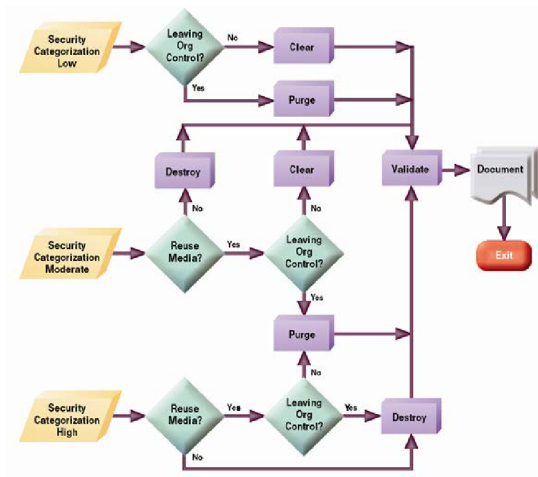 Security
Categorization
Low
Leaving
Org
Control?
No
Clear
Yes
Purge
Destroy
Clear
Validate
Document
No
No
Security
Categorization
Moderate
Reuse
Media?
Yes
Leaving
Org
Control?
Exit
Yes
Purge
No
Security
Categorization
High
Reuse
Media?
Yes
Leaving
Org
Control?
Yes
Destroy
No